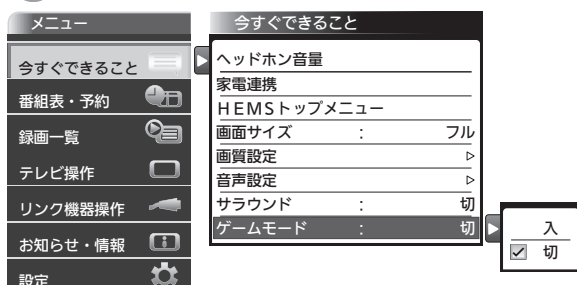 メニュー
今すぐできること
番組表・予約
録画一覧
テレビ操作
リンク機器操作
お知らせ・情報
設定
今すぐできること
ヘッドホン音量
家電連携
ＨＥＭＳトップメニュー
画面サイズ : フル
画質設定
音声設定
サラウンド : 切
ゲームモード : 切
入
切